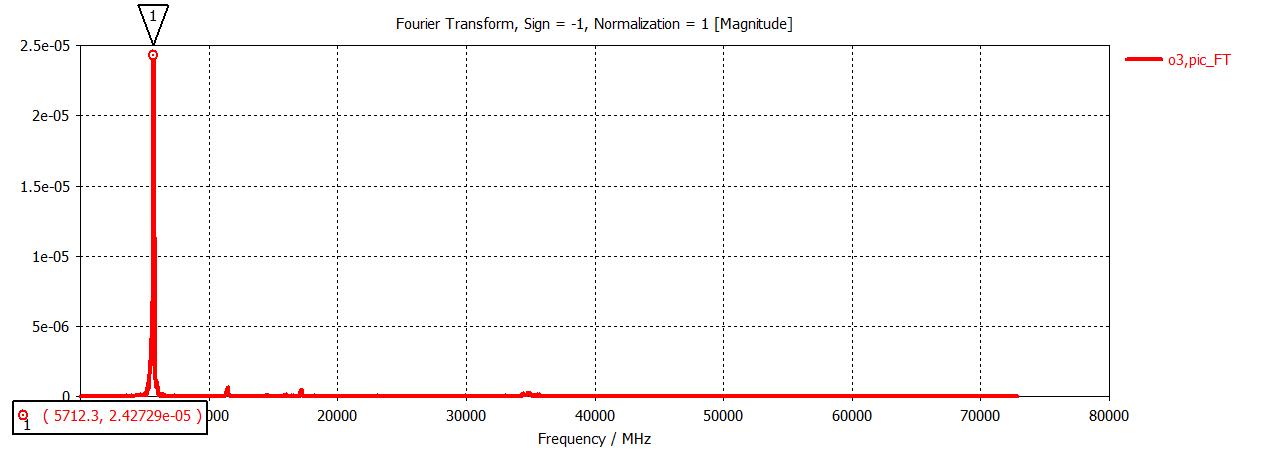 1
Fourier Transform, Sign = -1, Normalization = 1 [Magnitude]
2.5e-05
o3,pic_FT
2e-05
1.5e-05
1e-05
5e-06
0
( 5712.3, 2.42729e-05 )
1
0000
20000
30000
40000
50000
60000
70000
80000
Frequency / MHz